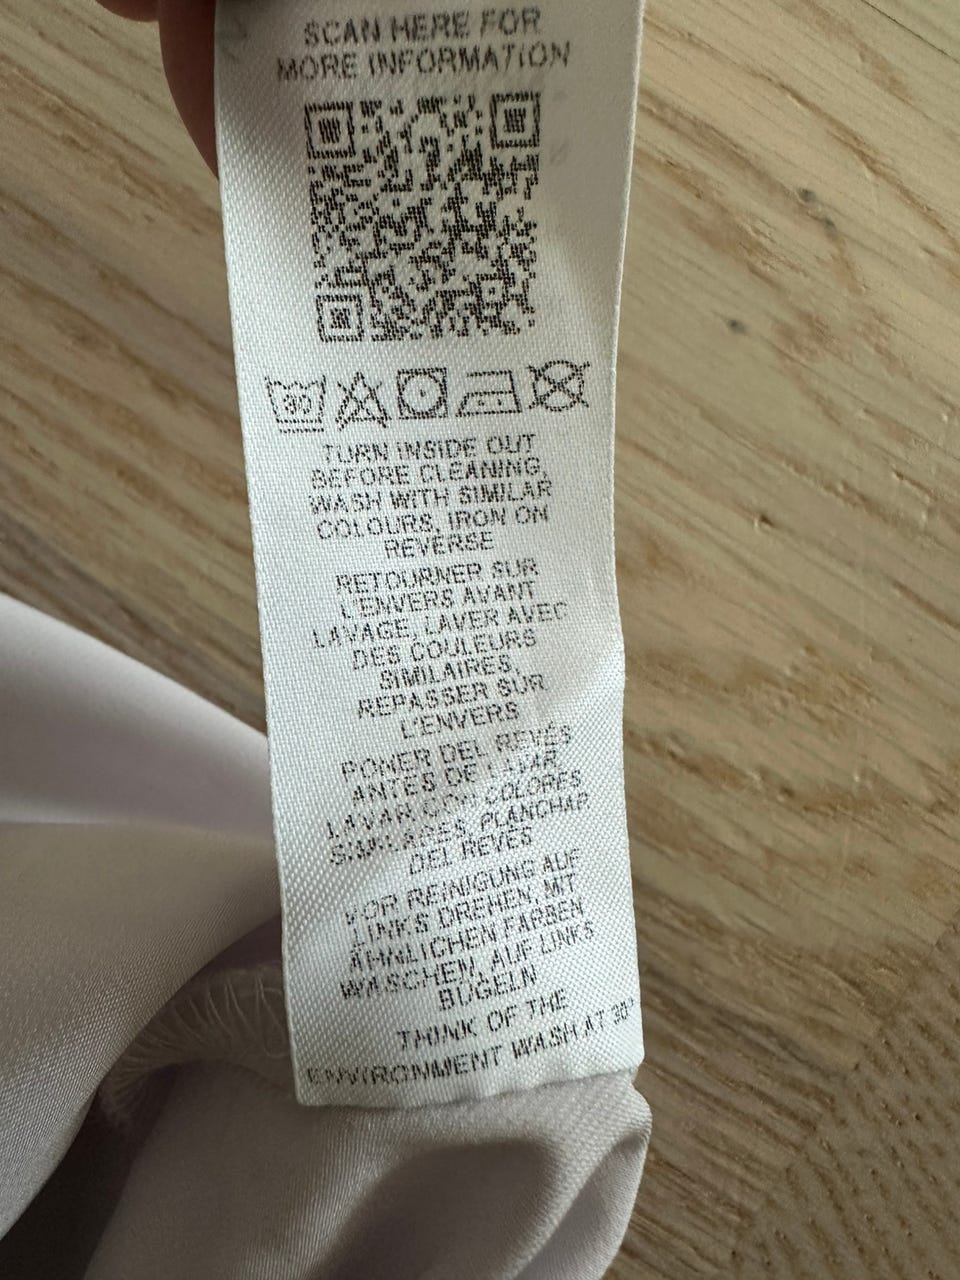 SCAN HERE FOR
MORE INFORMATION
30
TURN INSIDE OUT
BEFORE CLEANING,
WASH WITH SIMILAR
COLOURS, IRON ON
REVERSE
RETOURNER SUR
L'ENVERS AVANT
LAVAGE, LAVER AVEC
DES COULEURS
SIMILAIRES,
REPASSER SUR
L'ENVERS
PONER DEL REVÉS
ANTES DE LAVAR,
LAVAR CON COLORES
SIMILARES, PLANCHAR
DEL REVÉS
VOR REINIGUNG AUF
LINKS DREHEN, MIT
ÄHNLICHEN FARBEN
WASCHEN, AUF LINKS
BÜGELN
THINK OF THE
ENVIRONMENT WASH AT 30°